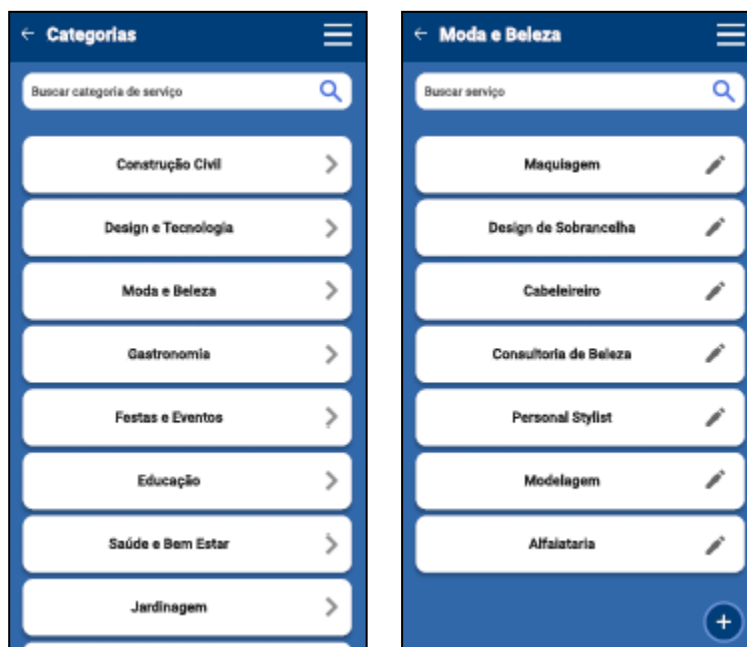 Categorias
Buscar categoria de serviço
Construção Civil
Design e Tecnologia
Moda e Beleza
Gastronomia
Festas e Eventos
Educação
Saúde e Bem Estar
Jardinagem
Moda e Beleza
Buscar serviço
Maquiagem
Design de Sobrancelha
Cabeleireiro
Consultoria de Beleza
Personal Stylist
Modelagem
Alfaiataria